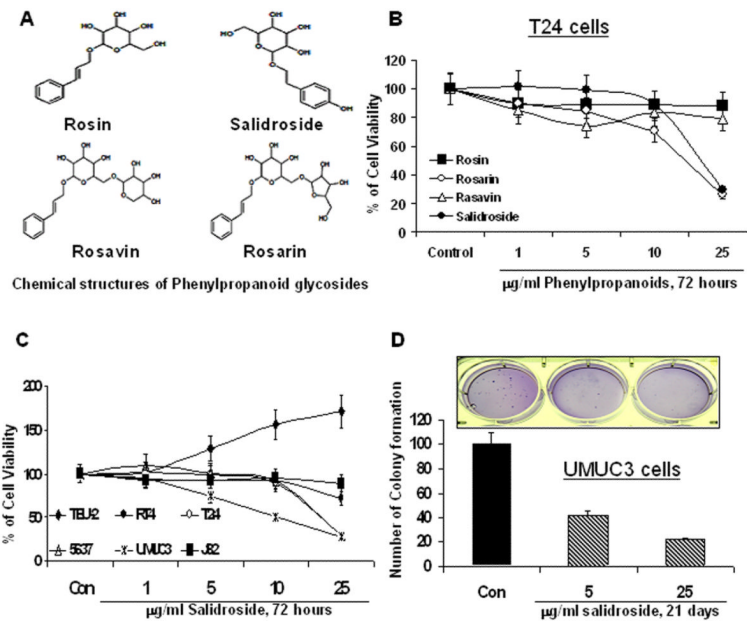 A
Rosin
Salidroside
Rosavin
Rosarin
Chemical structures of Phenylpropanoid glycosides
B
T24 cells
% of Cell Viability
120
100
80
60
40
20
0
Rosin
Rosarin
Rasavin
Salidroside
Control 1 5 10 25
µg/ml Phenylpropanoids, 72 hours
C
% of Cell Viability
200
150
100
50
0
RT4 T24
5637 UMUC3 J82
Con 1 5 10 25
µg/ml Salidroside, 72 hours
D
Number of Colony formation
120
100
80
60
40
20
0
UMUC3 cells
Con 5 25
µg/ml salidroside, 21 days